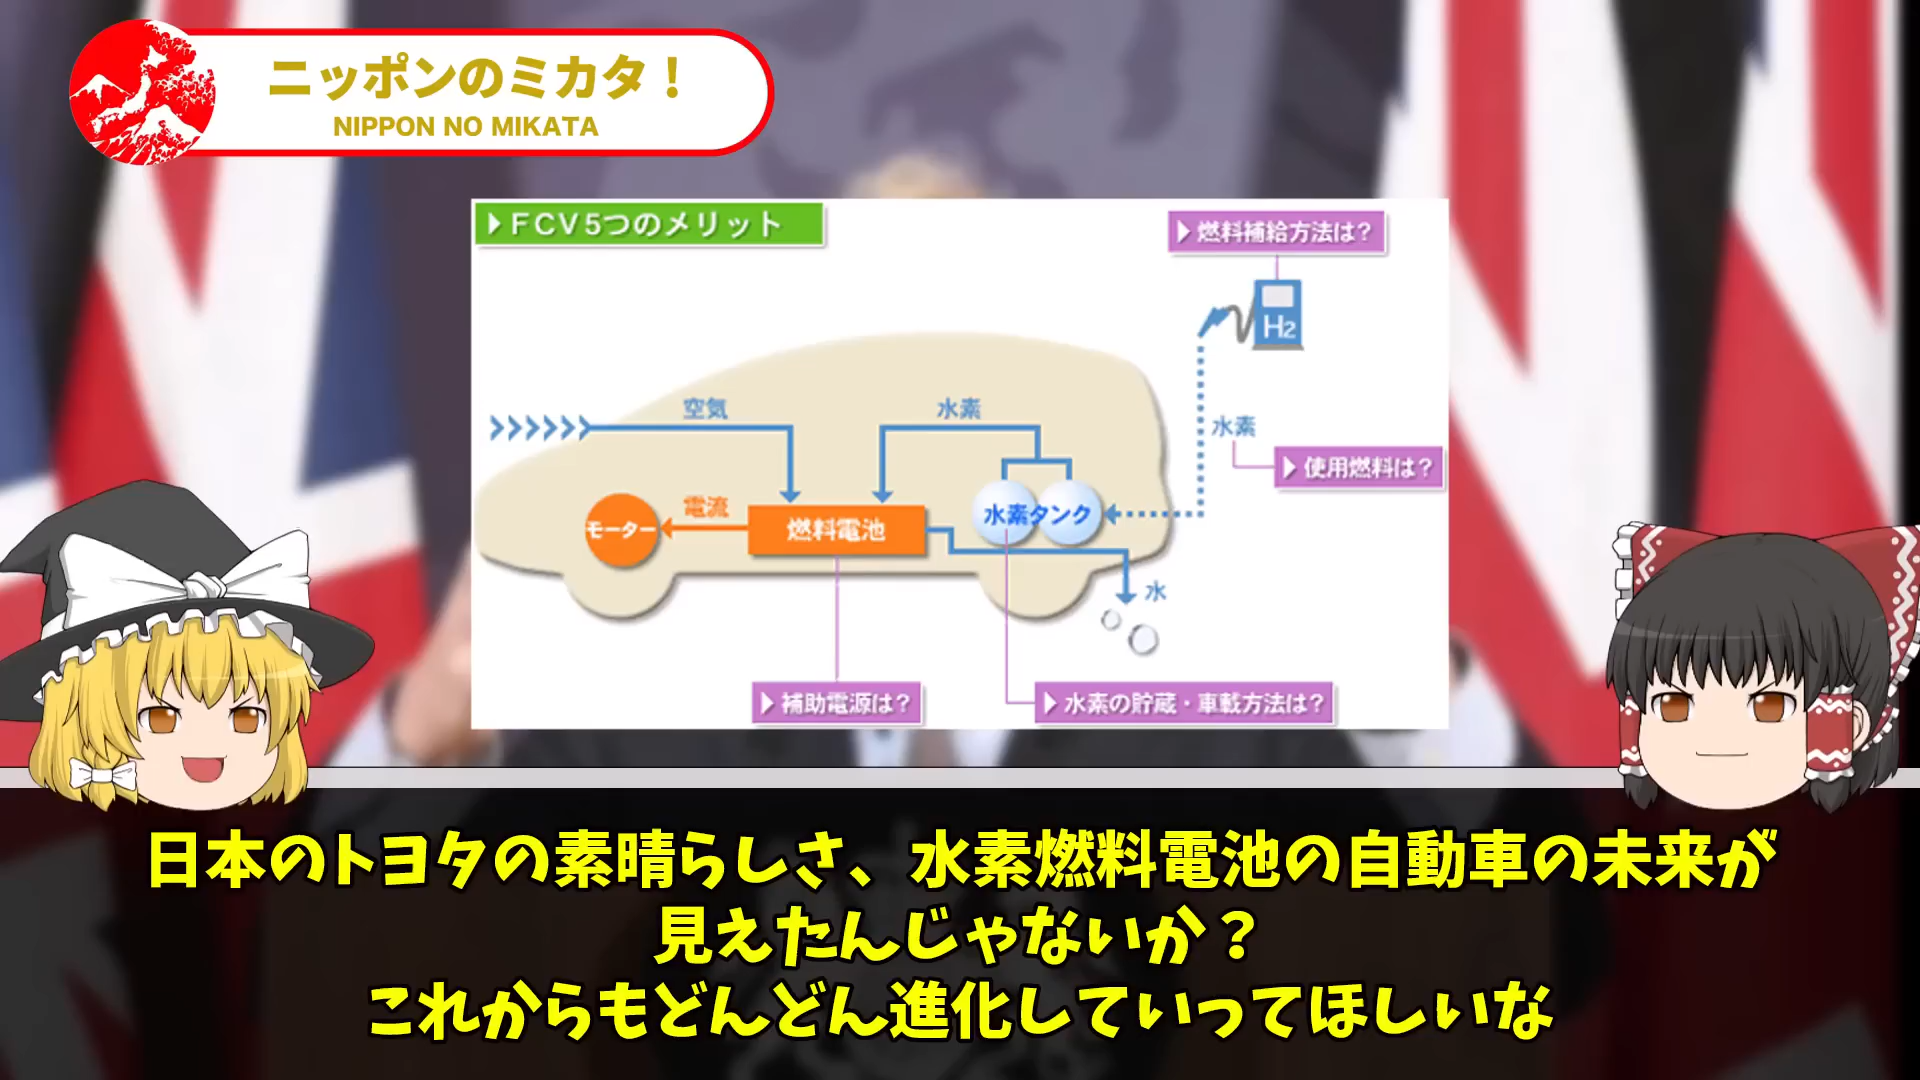 ニッポンのミカタ！
NIPPON NO MIKATA
FCV5つのメリット
燃料補給方法は?
H2
空気
水素
水素
使用燃料は?
電流
モーター
燃料電池
水素タンク
水
補助電源は?
水素の貯蔵・車載方法は?
日本のトヨタの素晴らしさ、水素燃料電池の自動車の未来が
見えたんじゃないか？
これからもどんどん進化していってほしいな